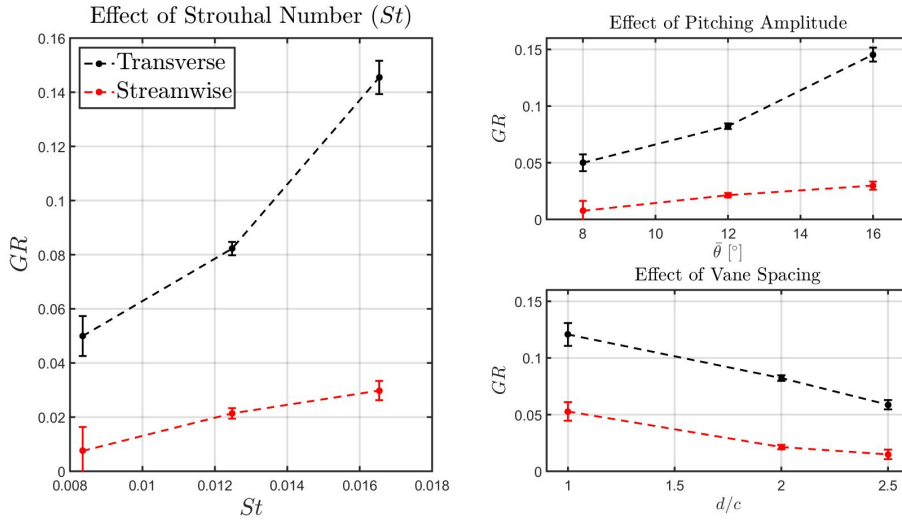 Effect of Strouhal Number (St)
0.16
0.14
0.12
0.1
0.08
0.06
0.04
0.02
0
GR
Transverse
Streamwise
0.008
0.01
0.012
0.014
0.016
0.018
St
Effect of Pitching Amplitude
0.15
0.1
0.05
0
GR
8
10
12
14
16
θ̄ [°]
Effect of Vane Spacing
0.15
0.1
0.05
0
GR
1
1.5
2
2.5
d/c